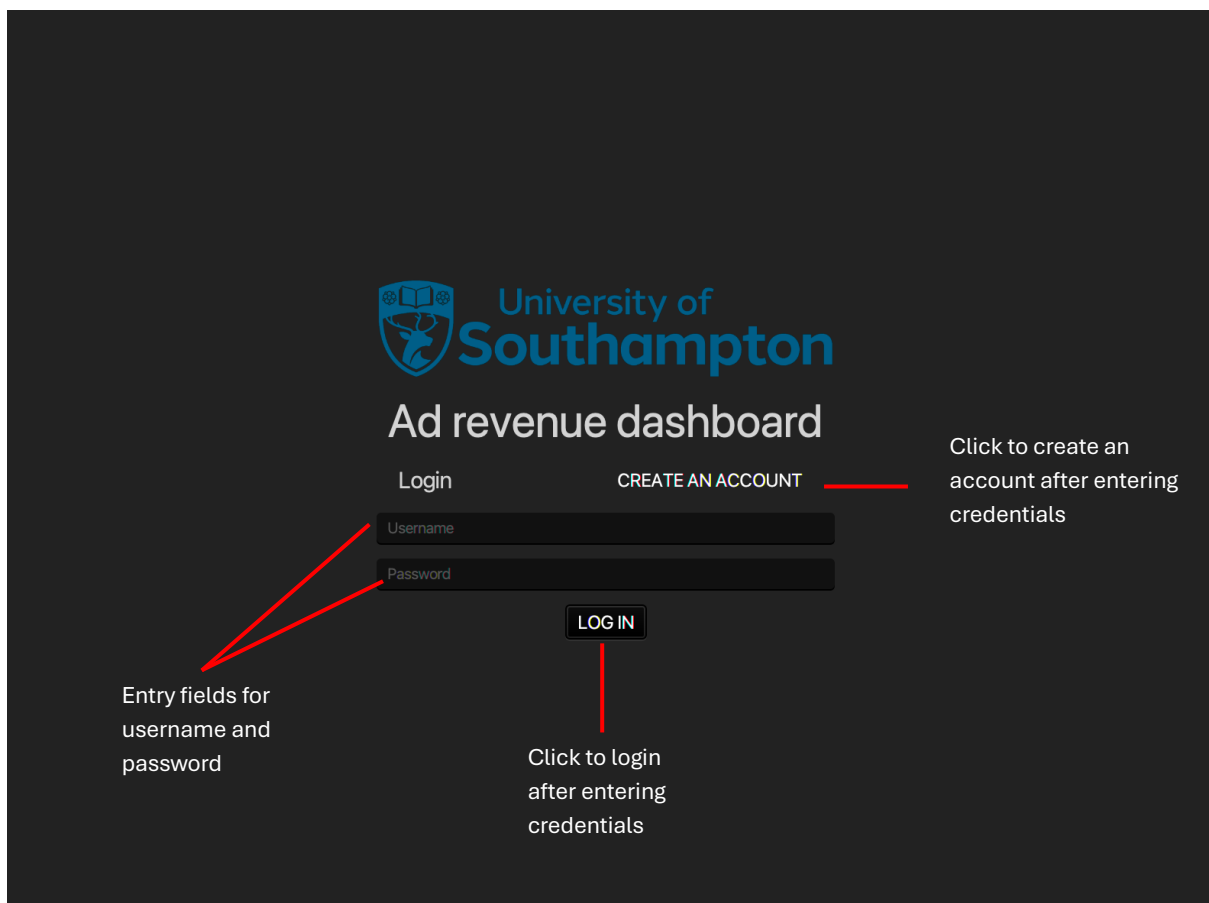 University of
Southampton
Ad revenue dashboard
Login
CREATE AN ACCOUNT
Click to create an
account after entering
credentials
Username
Password
LOG IN
Entry fields for
username and
password
Click to login
after entering
credentials